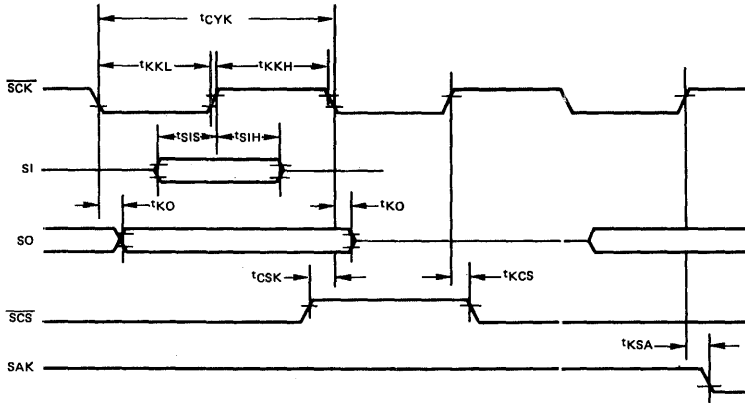 tCYK
tKKL tKKH
SCK
tSIS tSIH
SI
tKO tKO
SO
tCSK tKCS
SCS
tKSA
SAK